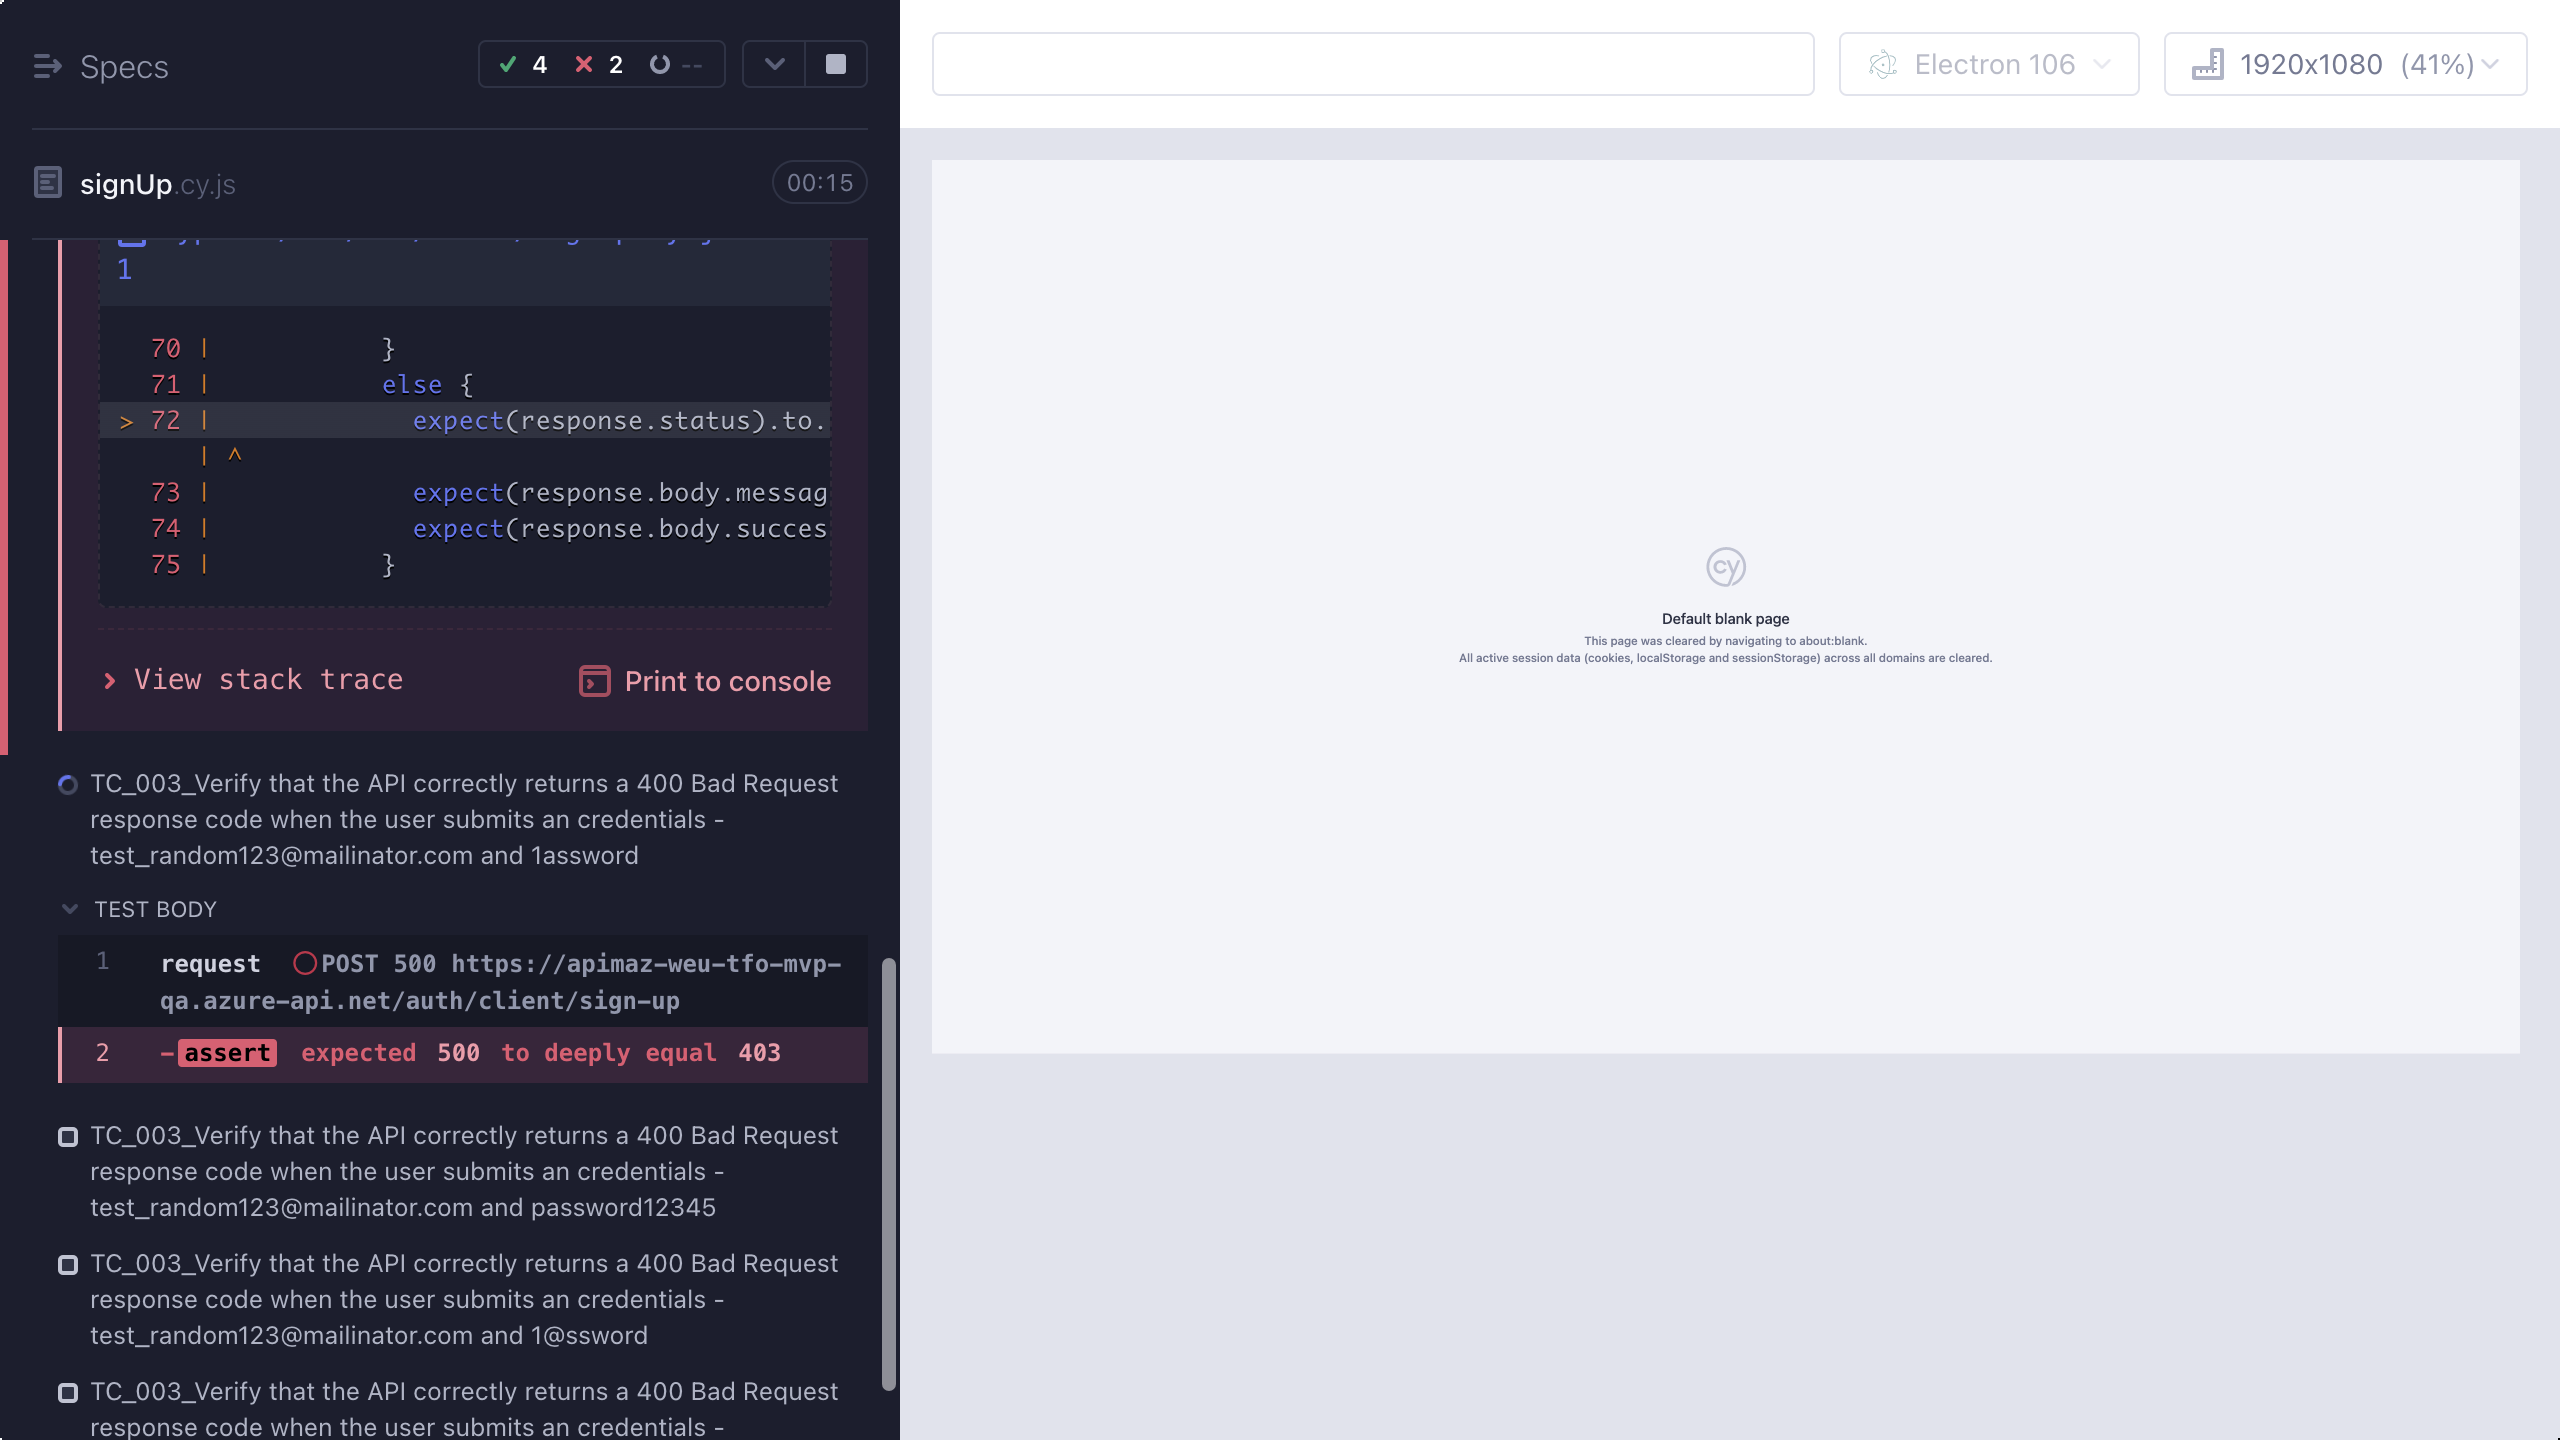 Specs
4 2 --
signUp.cy.js
00:15
1
70 | }
71 | else {
> 72 | expect(response.status).to.
| ^
73 | expect(response.body.messag
74 | expect(response.body.succes
75 | }
View stack trace
Print to console
TC_003_Verify that the API correctly returns a 400 Bad Request
response code when the user submits an credentials -
test_random123@mailinator.com and 1assword
TEST BODY
1 request POST 500 https://apimaz-weu-tfo-mvp-
qa.azure-api.net/auth/client/sign-up
2 -assert expected 500 to deeply equal 403
TC_003_Verify that the API correctly returns a 400 Bad Request
response code when the user submits an credentials -
test_random123@mailinator.com and password12345
TC_003_Verify that the API correctly returns a 400 Bad Request
response code when the user submits an credentials -
test_random123@mailinator.com and 1@ssword
TC_003_Verify that the API correctly returns a 400 Bad Request
response code when the user submits an credentials -
Electron 106
1920x1080 (41%)
cy
Default blank page
This page was cleared by navigating to about:blank.
All active session data (cookies, localStorage and sessionStorage) across all domains are cleared.